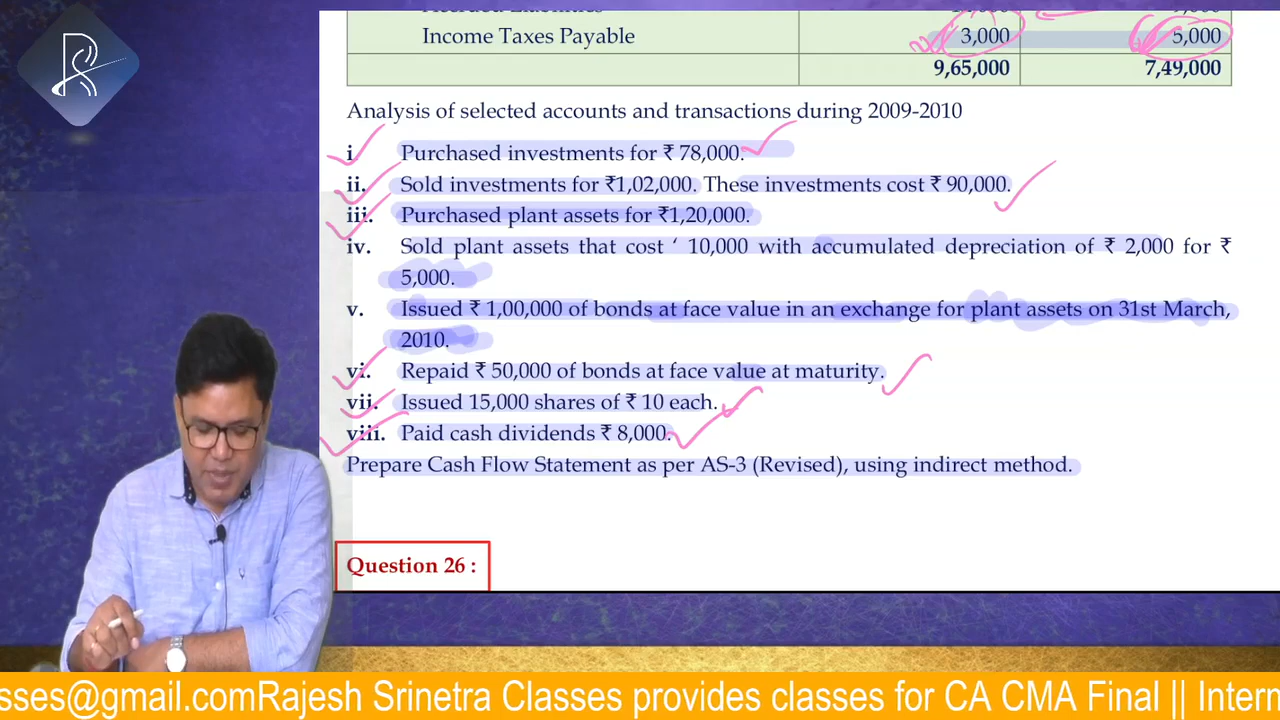 Income Taxes Payable 3,000 5,000
9,65,000 7,49,000
Analysis of selected accounts and transactions during 2009-2010
i. Purchased investments for ₹ 78,000.
ii. Sold investments for ₹1,02,000. These investments cost ₹ 90,000.
iii. Purchased plant assets for ₹1,20,000.
iv. Sold plant assets that cost ‘ 10,000 with accumulated depreciation of ₹ 2,000 for ₹
5,000.
v. Issued ₹ 1,00,000 of bonds at face value in an exchange for plant assets on 31st March,
2010.
vi. Repaid ₹ 50,000 of bonds at face value at maturity.
vii. Issued 15,000 shares of ₹ 10 each.
viii. Paid cash dividends ₹ 8,000.
Prepare Cash Flow Statement as per AS-3 (Revised), using indirect method.
Question 26 :
sses@gmail.comRajesh Srinetra Classes provides classes for CA CMA Final || Intern